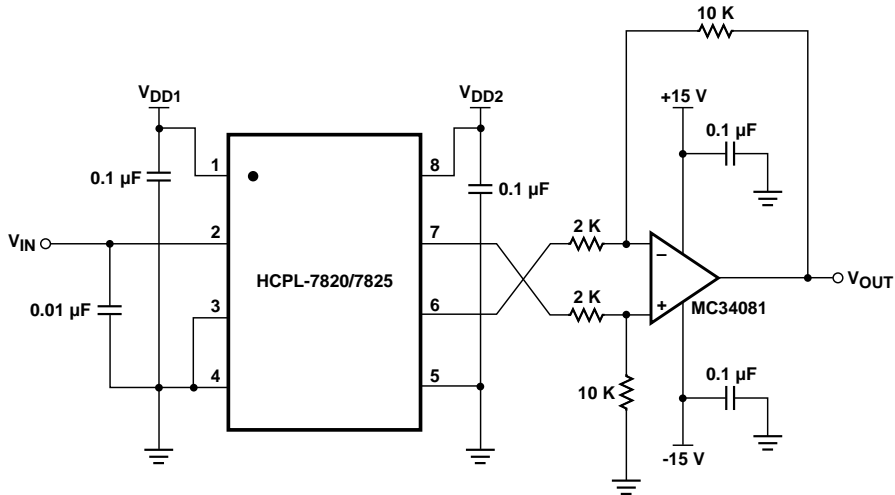 10 K
VDD1
VDD2
+15 V
0.1 µF
1
8
0.1 µF
0.1 µF
VIN
2
7
2 K
–
HCPL-7820/7825
VOUT
3
6
2 K
+
MC34081
0.01 µF
4
5
10 K
0.1 µF
-15 V